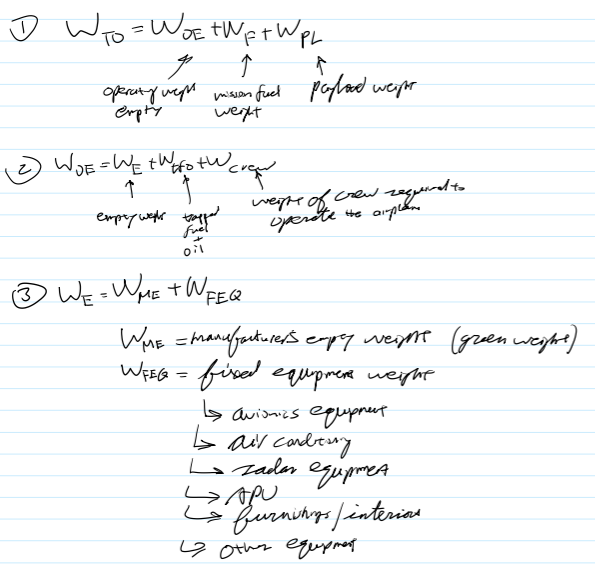 ① W_TO = W_OE + W_F + W_PL
operating weight empty
mission fuel weight
payload weight
② W_OE = W_E + W_tfo + W_crew
empty weight
trapped fuel + oil
weight of crew required to operate the airplane
③ W_E = W_ME + W_FEQ
W_ME = manufacturer's empty weight (green weight)
W_FEQ = fixed equipment weight
↳ avionics equipment
↳ air conditioning
↳ radar equipment
↳ APU
↳ furnishings/interior
↳ other equipment